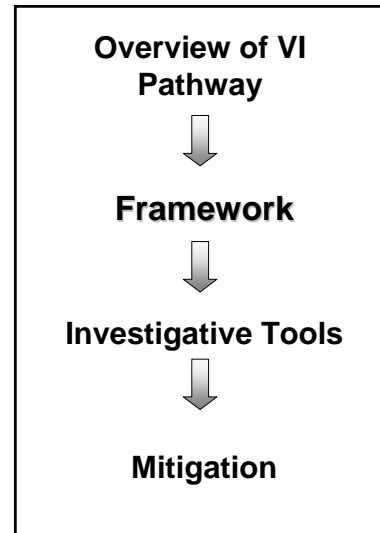 Overview of VI
Pathway
Framework
Investigative Tools
Mitigation